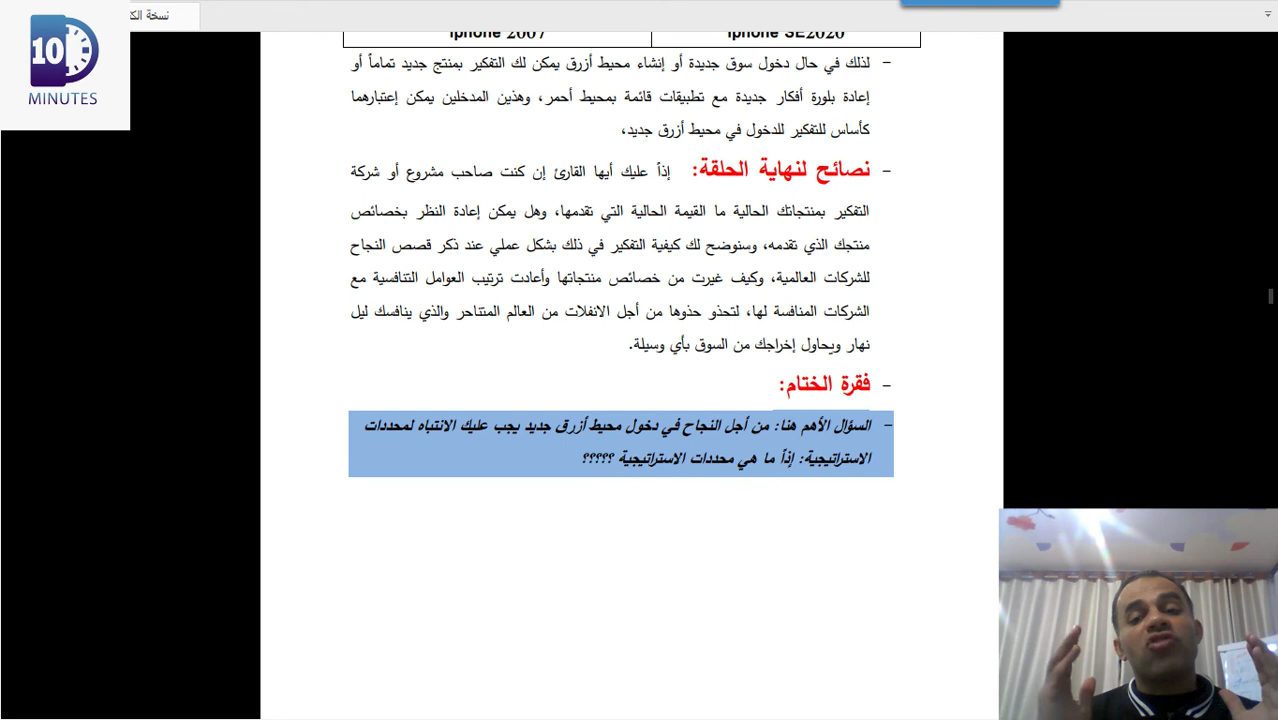 نسخة
10
MINUTES
iphone 2007
iphone SE2020
- لذلك في حال دخول سوق جديدة أو إنشاء محيط أزرق يمكن لك التفكير بمنتج جديد تماماً أو
إعادة بلورة أفكار جديدة مع تطبيقات قائمة بمحيط أحمر، وهذين المدخلين يمكن إعتبارهما
كأساس للتفكير للدخول في محيط أزرق جديد،
- نصائح لنهاية الحلقة: إذاً عليك أيها القارئ إن كنت صاحب مشروع أو شركة
التفكير بمنتجاتك الحالية ما القيمة الحالية التي تقدمها، وهل يمكن إعادة النظر بخصائص
منتجك الذي تقدمه، وسنوضح لك كيفية التفكير في ذلك بشكل عملي عند ذكر قصص النجاح
للشركات العالمية، وكيف غيرت من خصائص منتجاتها وأعادت ترتيب العوامل التنافسية مع
الشركات المنافسة لها، لتحذو حذوها من أجل الانفلات من العالم المتناحر والذي ينافسك ليل
نهار ويحاول إخراجك من السوق بأي وسيلة.
- فقرة الختام:
- السؤال الأهم هنا: من أجل النجاح في دخول محيط أزرق جديد يجب عليك الانتباه لمحددات
الاستراتيجية: إذاً ما هي محددات الاستراتيجية ؟؟؟؟؟